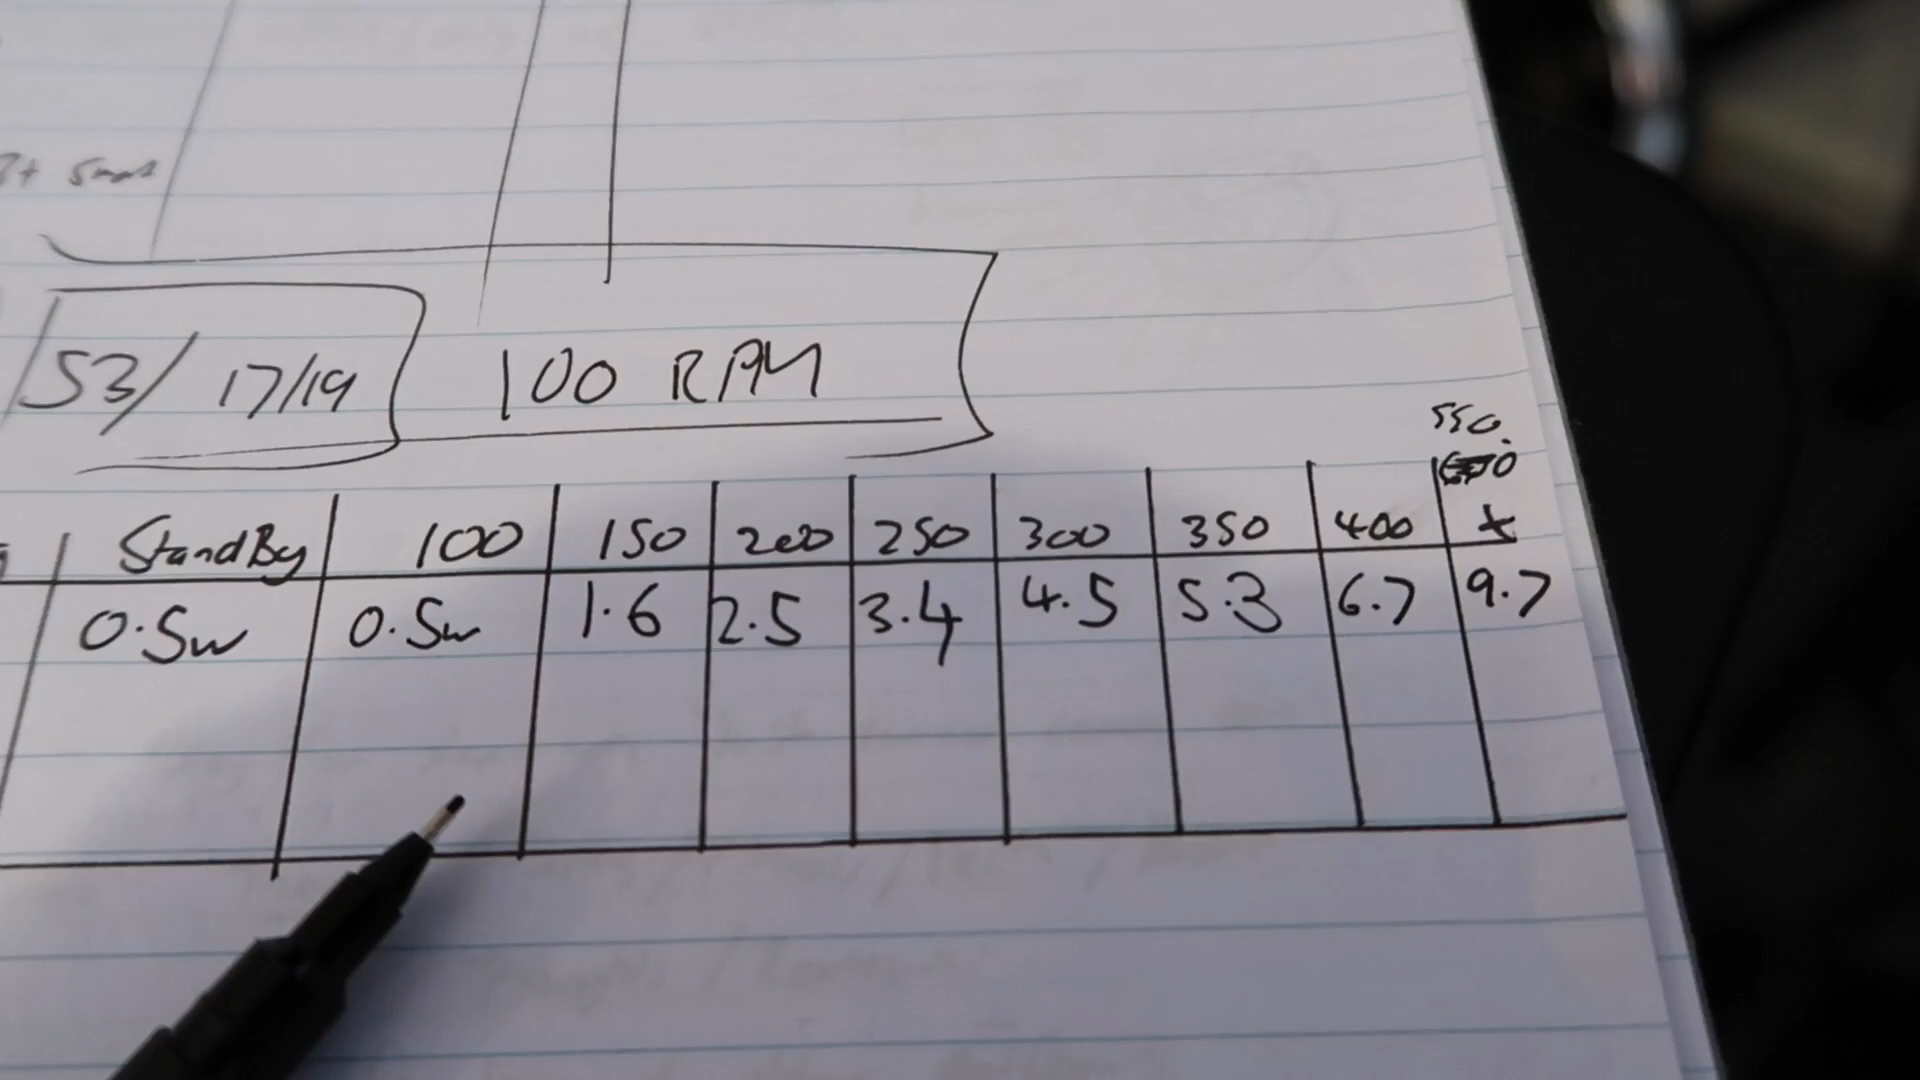 53/ 17/19 100 RPM
550.
StandBy 100 150 200 250 300 350 400 +
0.5w 0.5w 1.6 2.5 3.4 4.5 5.3 6.7 9.7